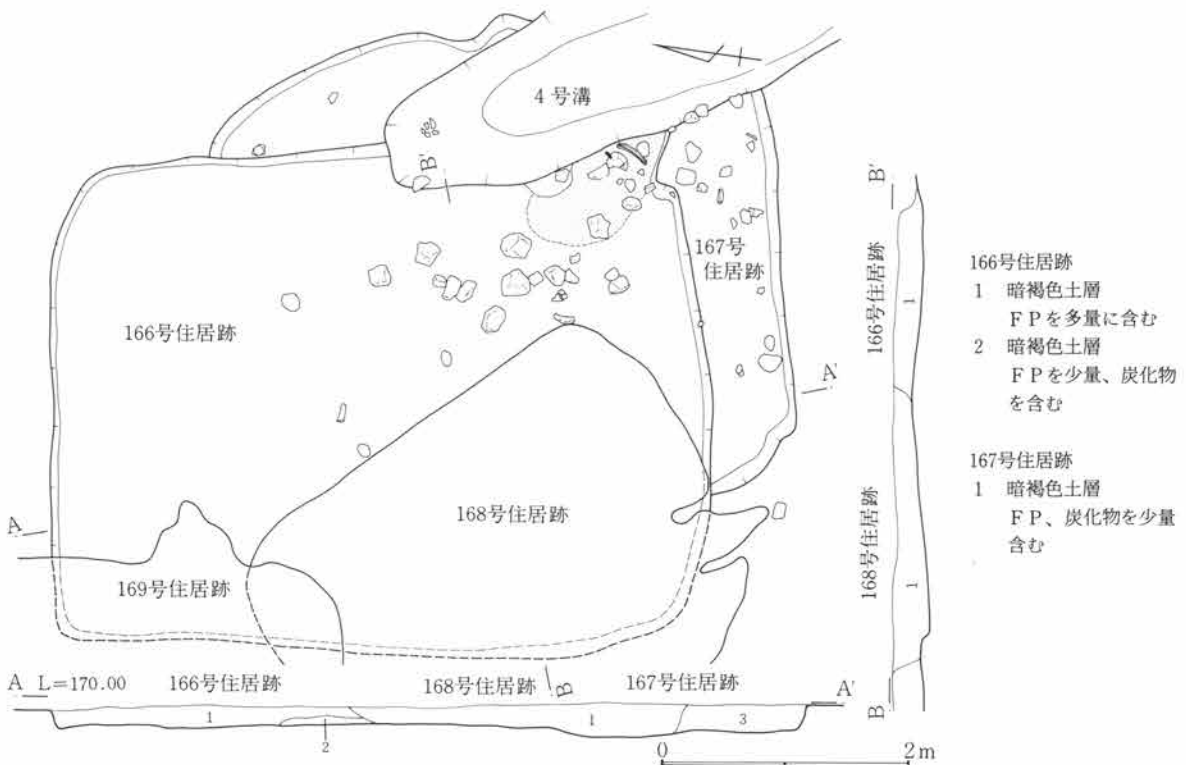 4号溝
B'
167号
住居跡
166号住居跡
A'
168号住居跡
A
169号住居跡
B
A L=170.00 166号住居跡 168号住居跡 167号住居跡 A'
1 1 3
2
0 2m
B'
166号住居跡
1
168号住居跡
1
B
166号住居跡
1 暗褐色土層
FPを多量に含む
2 暗褐色土層
FPを少量、炭化物
を含む
167号住居跡
1 暗褐色土層
FP、炭化物を少量
含む